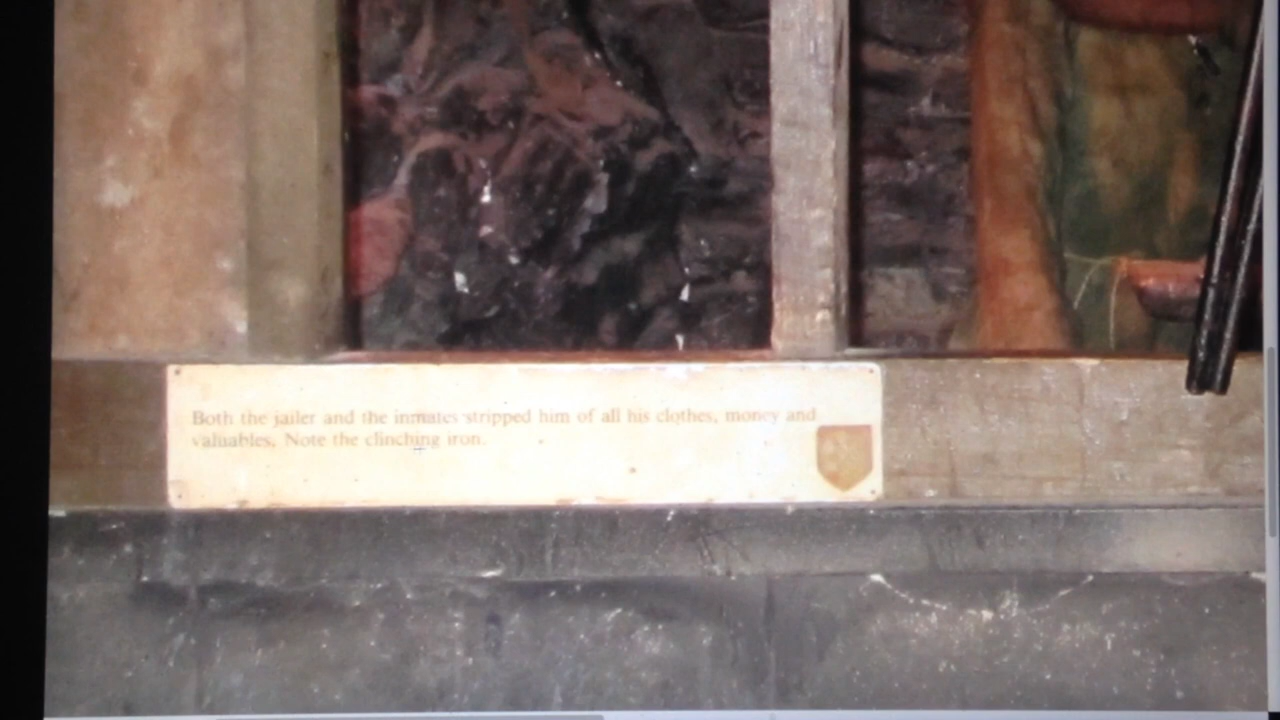 Both the jailer and the inmates stripped him of all his clothes, money and
valuables. Note the clinching iron.